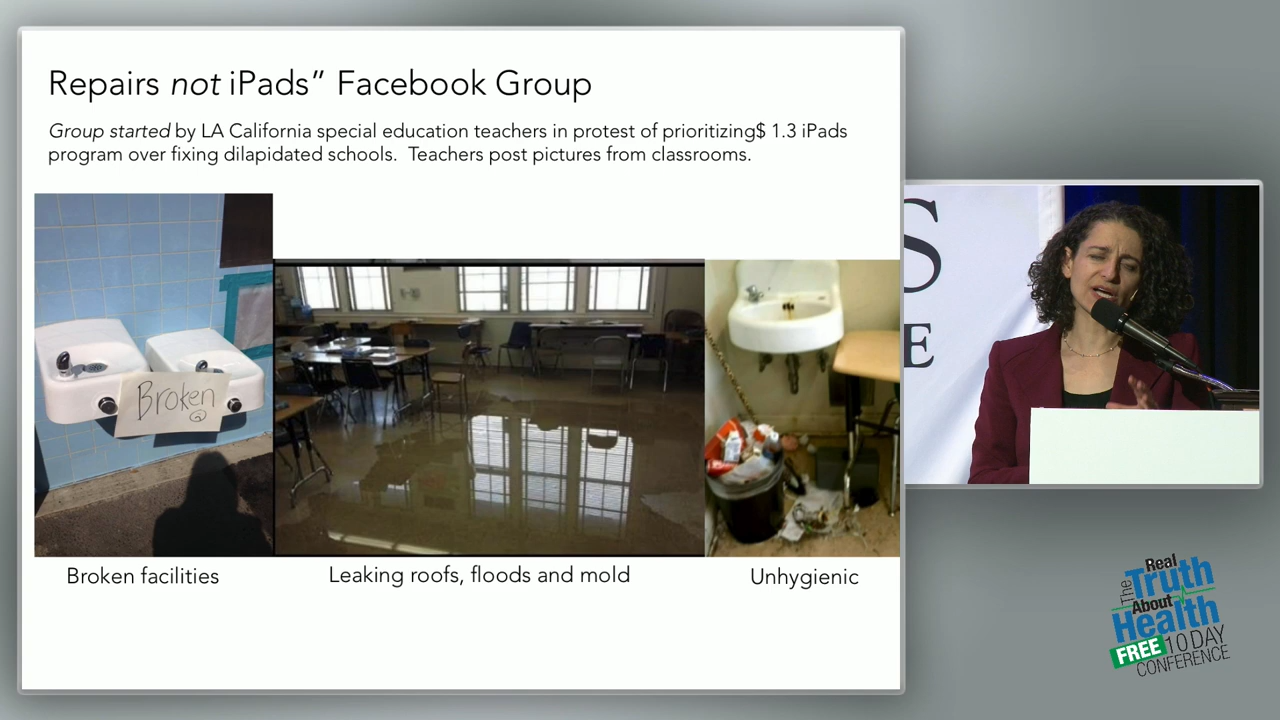 Repairs not iPads” Facebook Group
Group started by LA California special education teachers in protest of prioritizing$ 1.3 iPads
program over fixing dilapidated schools.  Teachers post pictures from classrooms.
Broken
Broken facilities
Leaking roofs, floods and mold
Unhygienic
S
E
The Real
Truth
About
Health
FREE 10 DAY
CONFERENCE